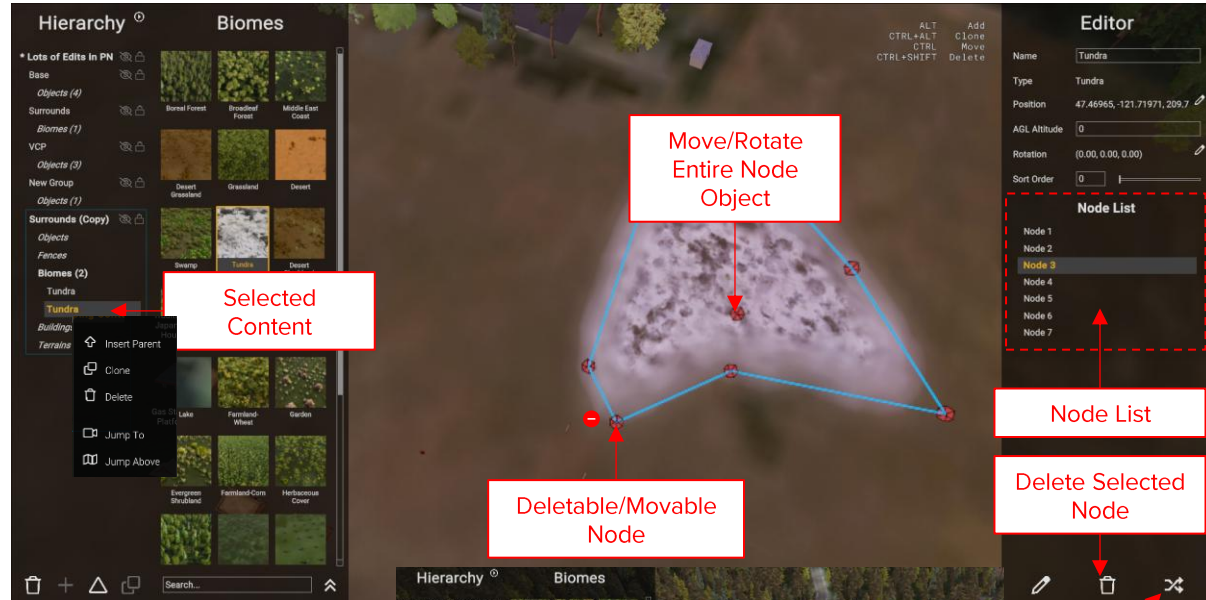 Hierarchy
* Lots of Edits In PN
Base
Objects (4)
Surrounds
Biomes (1)
VCP
Objects (3)
New Group
Objects (1)
Surrounds (Copy)
Objects
Fences
Biomes (2)
Tundra
Tundra
Buildings
Terrains
Insert Parent
Clone
Delete
Jump To
Jump Above
Biomes
Boreal Forest
Broadleaf
Forest
Middle East
Coast
Desert
Grassland
Grassland
Desert
Swamp
Tundra
Desert
Lake
Farmland-
Wheat
Garden
Evergreen
Shrubland
Farmland-Corn
Herbaceous
Cover
Search...
Selected
Content
ALT Add
CTRL+ALT Clone
CTRL Move
CTRL+SHIFT Delete
Move/Rotate
Entire Node
Object
Deletable/Movable
Node
Hierarchy
Biomes
Editor
Name Tundra
Type Tundra
Position 47.46965, -121.71971, 209.7
AGL Altitude 0
Rotation (0.00, 0.00, 0.00)
Sort Order 0
Node List
Node 1
Node 2
Node 3
Node 4
Node 5
Node 6
Node 7
Node List
Delete Selected
Node